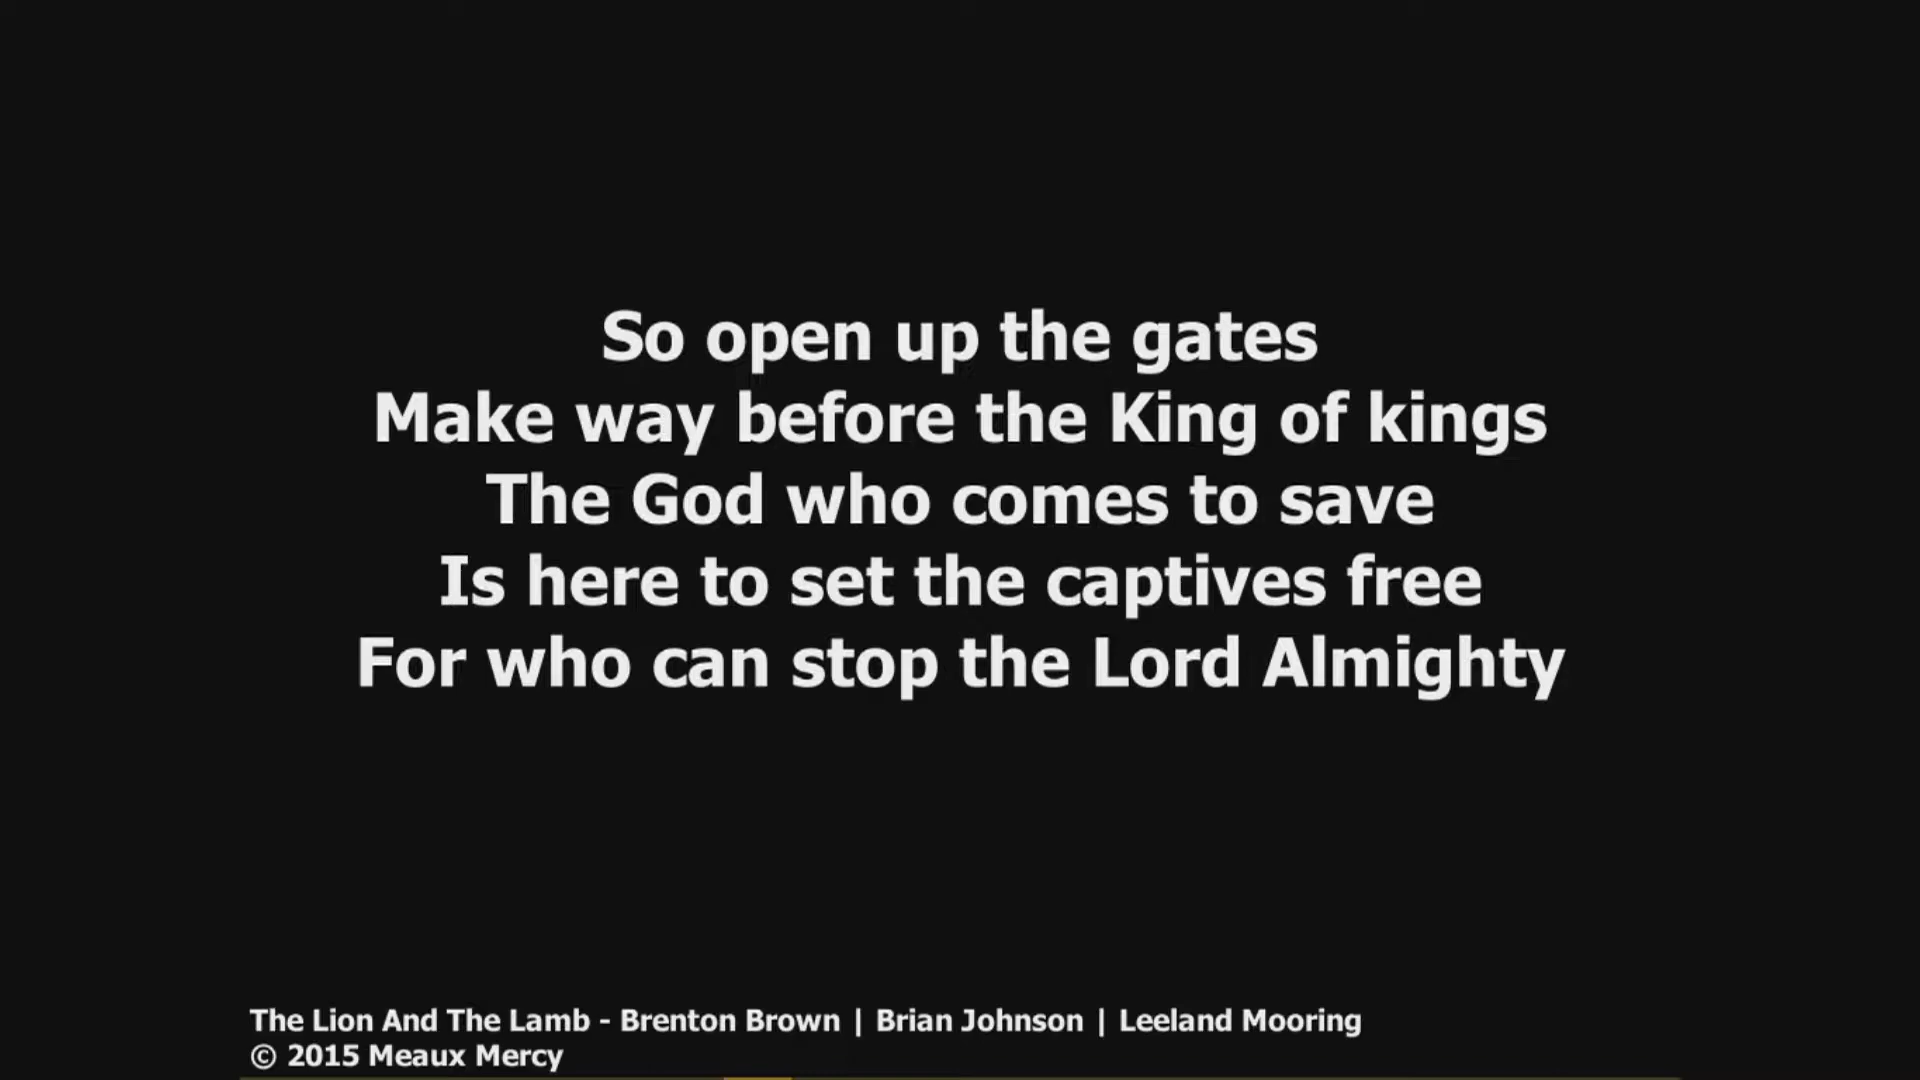 So open up the gates
Make way before the King of kings
The God who comes to save
Is here to set the captives free
For who can stop the Lord Almighty
The Lion And The Lamb - Brenton Brown | Brian Johnson | Leeland Mooring
© 2015 Meaux Mercy